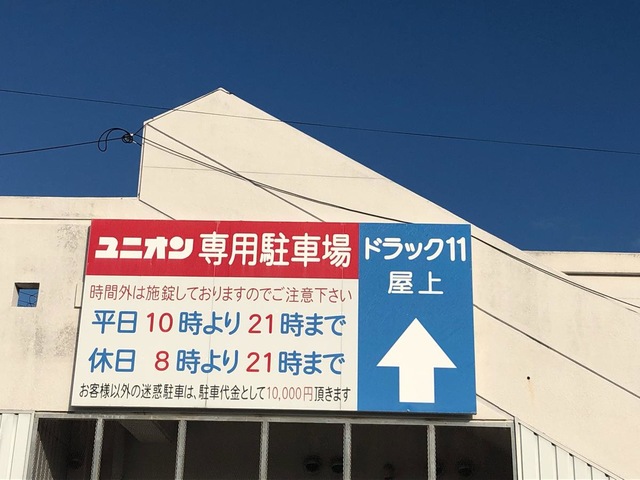 ユニオン 専用駐車場
時間外は施錠しておりますのでご注意下さい
平日 10時より 21時まで
休日 8時より 21時まで
お客様以外の迷惑駐車は、駐車代金として10,000円頂きます
ドラック11
屋上